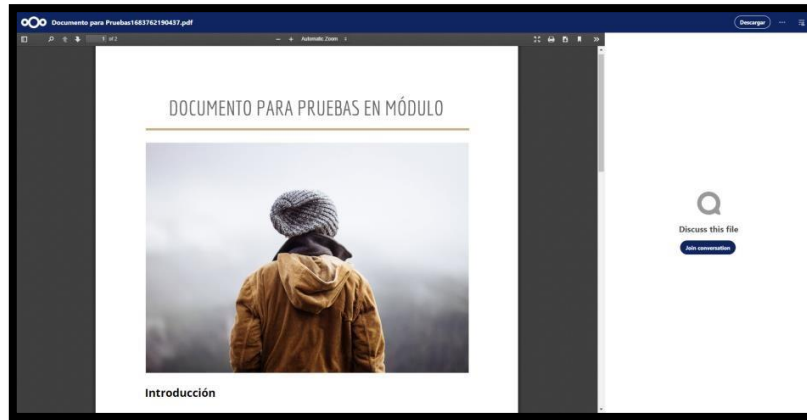 Documento para Pruebas1683762190437.pdf
Descargar
1 of 2
Automatic Zoom
DOCUMENTO PARA PRUEBAS EN MÓDULO
Discuss this file
Join conversation
Introducción